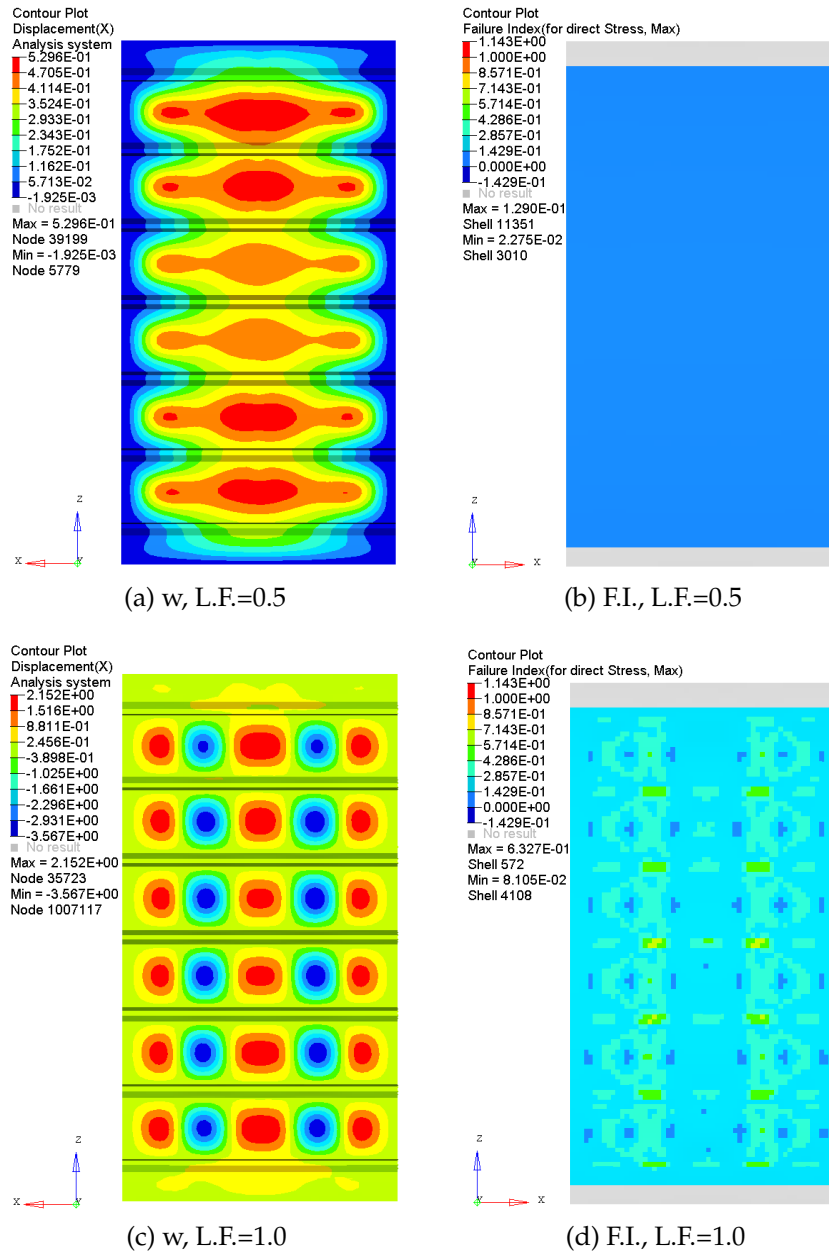 Contour Plot
Displacement(X)
Analysis system
5.296E-01
4.705E-01
4.114E-01
3.524E-01
2.933E-01
2.343E-01
1.752E-01
1.162E-01
5.713E-02
-1.925E-03
No result
Max = 5.296E-01
Node 39199
Min = -1.925E-03
Node 5779
Z
X
Y
(a) w, L.F.=0.5
Contour Plot
Failure Index(for direct Stress, Max)
1.143E+00
1.000E+00
8.571E-01
7.143E-01
5.714E-01
4.286E-01
2.857E-01
1.429E-01
0.000E+00
-1.429E-01
No result
Max = 1.290E-01
Shell 11351
Min = 2.275E-02
Shell 3010
Z
Y
X
(b) F.I., L.F.=0.5
Contour Plot
Displacement(X)
Analysis system
2.152E+00
1.516E+00
8.811E-01
2.456E-01
-3.898E-01
-1.025E+00
-1.661E+00
-2.296E+00
-2.931E+00
-3.567E+00
No result
Max = 2.152E+00
Node 35723
Min = -3.567E+00
Node 1007117
Z
X
Y
(c) w, L.F.=1.0
Contour Plot
Failure Index(for direct Stress, Max)
1.143E+00
1.000E+00
8.571E-01
7.143E-01
5.714E-01
4.286E-01
2.857E-01
1.429E-01
0.000E+00
-1.429E-01
No result
Max = 6.327E-01
Shell 572
Min = 8.105E-02
Shell 4108
Z
Y
X
(d) F.I., L.F.=1.0